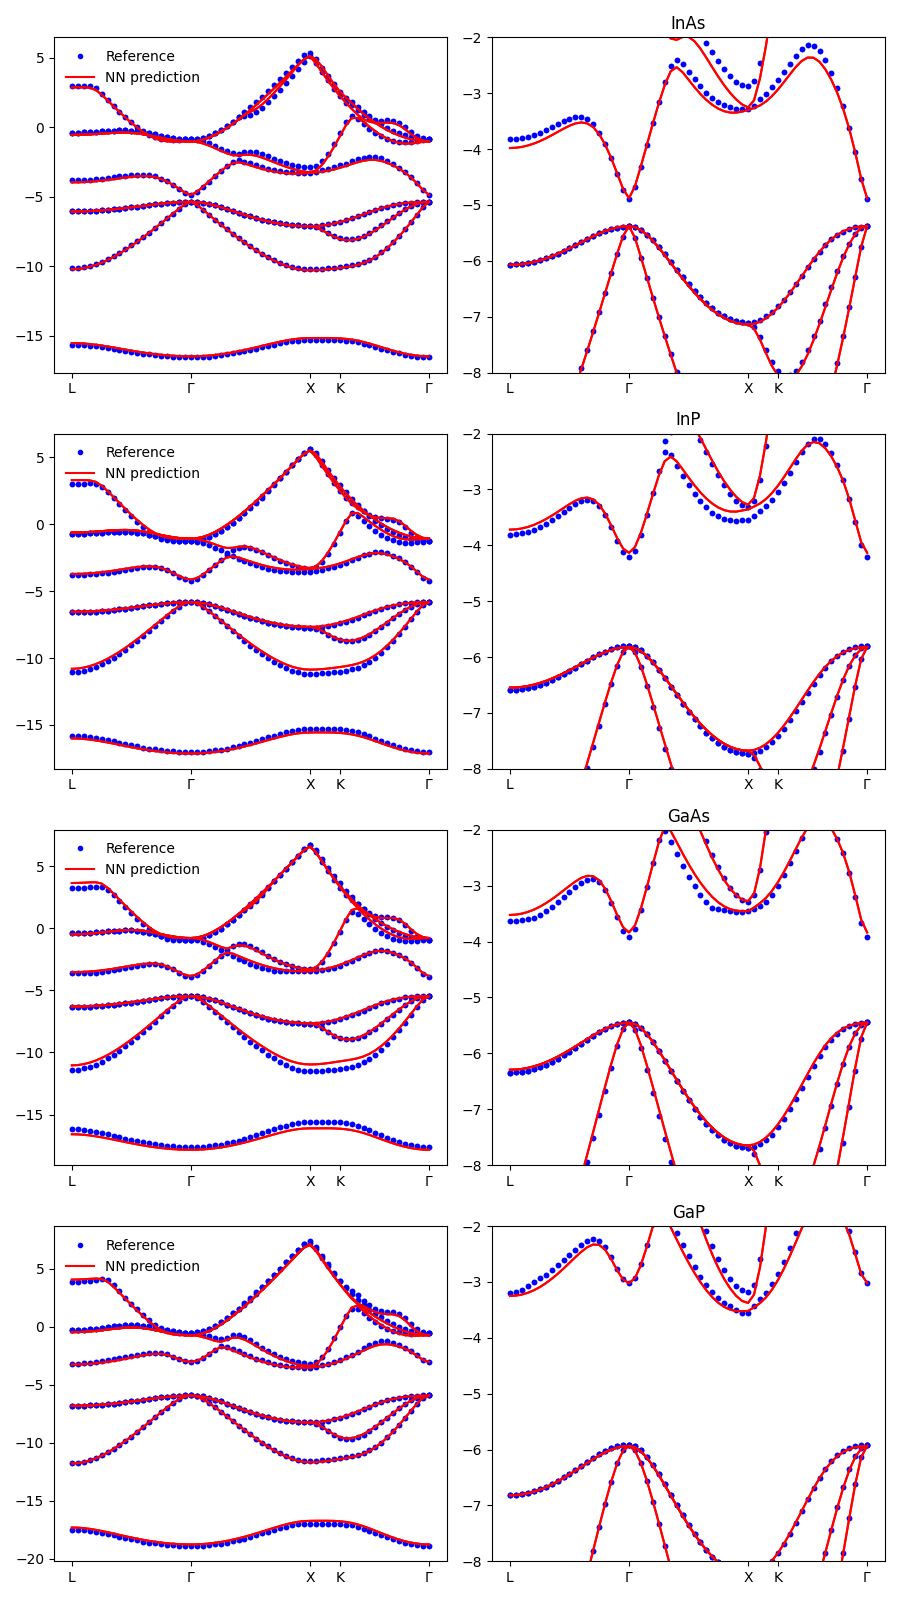 InAs
5
0
−5
−10
−15
Reference
NN prediction
L Γ X K Γ
−2
−3
−4
−5
−6
−7
−8
L Γ X K Γ
InP
5
0
−5
−10
−15
Reference
NN prediction
L Γ X K Γ
−2
−3
−4
−5
−6
−7
−8
L Γ X K Γ
GaAs
5
0
−5
−10
−15
Reference
NN prediction
L Γ X K Γ
−2
−3
−4
−5
−6
−7
−8
L Γ X K Γ
GaP
5
0
−5
−10
−15
−20
Reference
NN prediction
L Γ X K Γ
−2
−3
−4
−5
−6
−7
−8
L Γ X K Γ